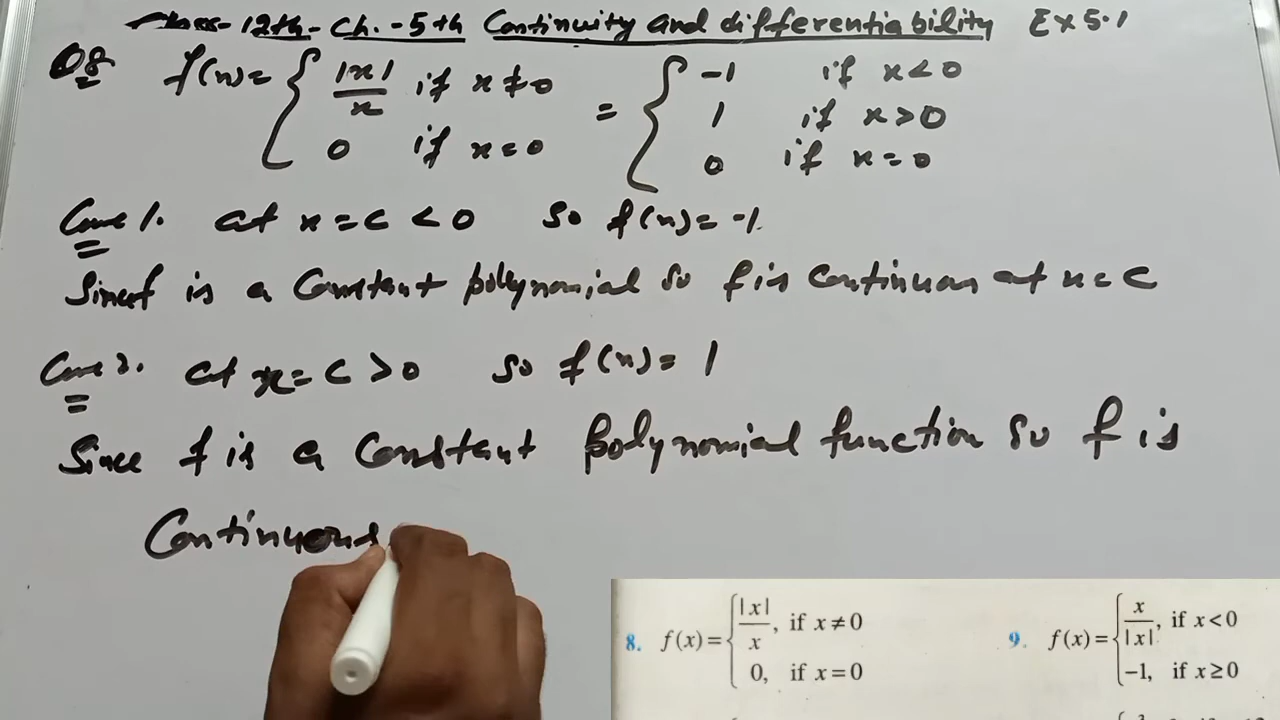 Class-12th-Ch.-5th Continuity and differentiability Ex 5.1
Q8 f(x) = { |x|/x if x ≠ 0 = { -1 if x < 0
1 if x > 0
0 if x = 0 0 if x = 0
Case 1. at x = c < 0 so f(x) = -1.
Since f is a constant polynomial so f is continuous at x = c
Case 2. at x = c > 0 so f(x) = 1
Since f is a constant polynomial function so f is
Continuous
8. f(x) = { |x|/x, if x ≠ 0
0, if x = 0
9. f(x) = { x/|x|, if x < 0
-1, if x ≥ 0